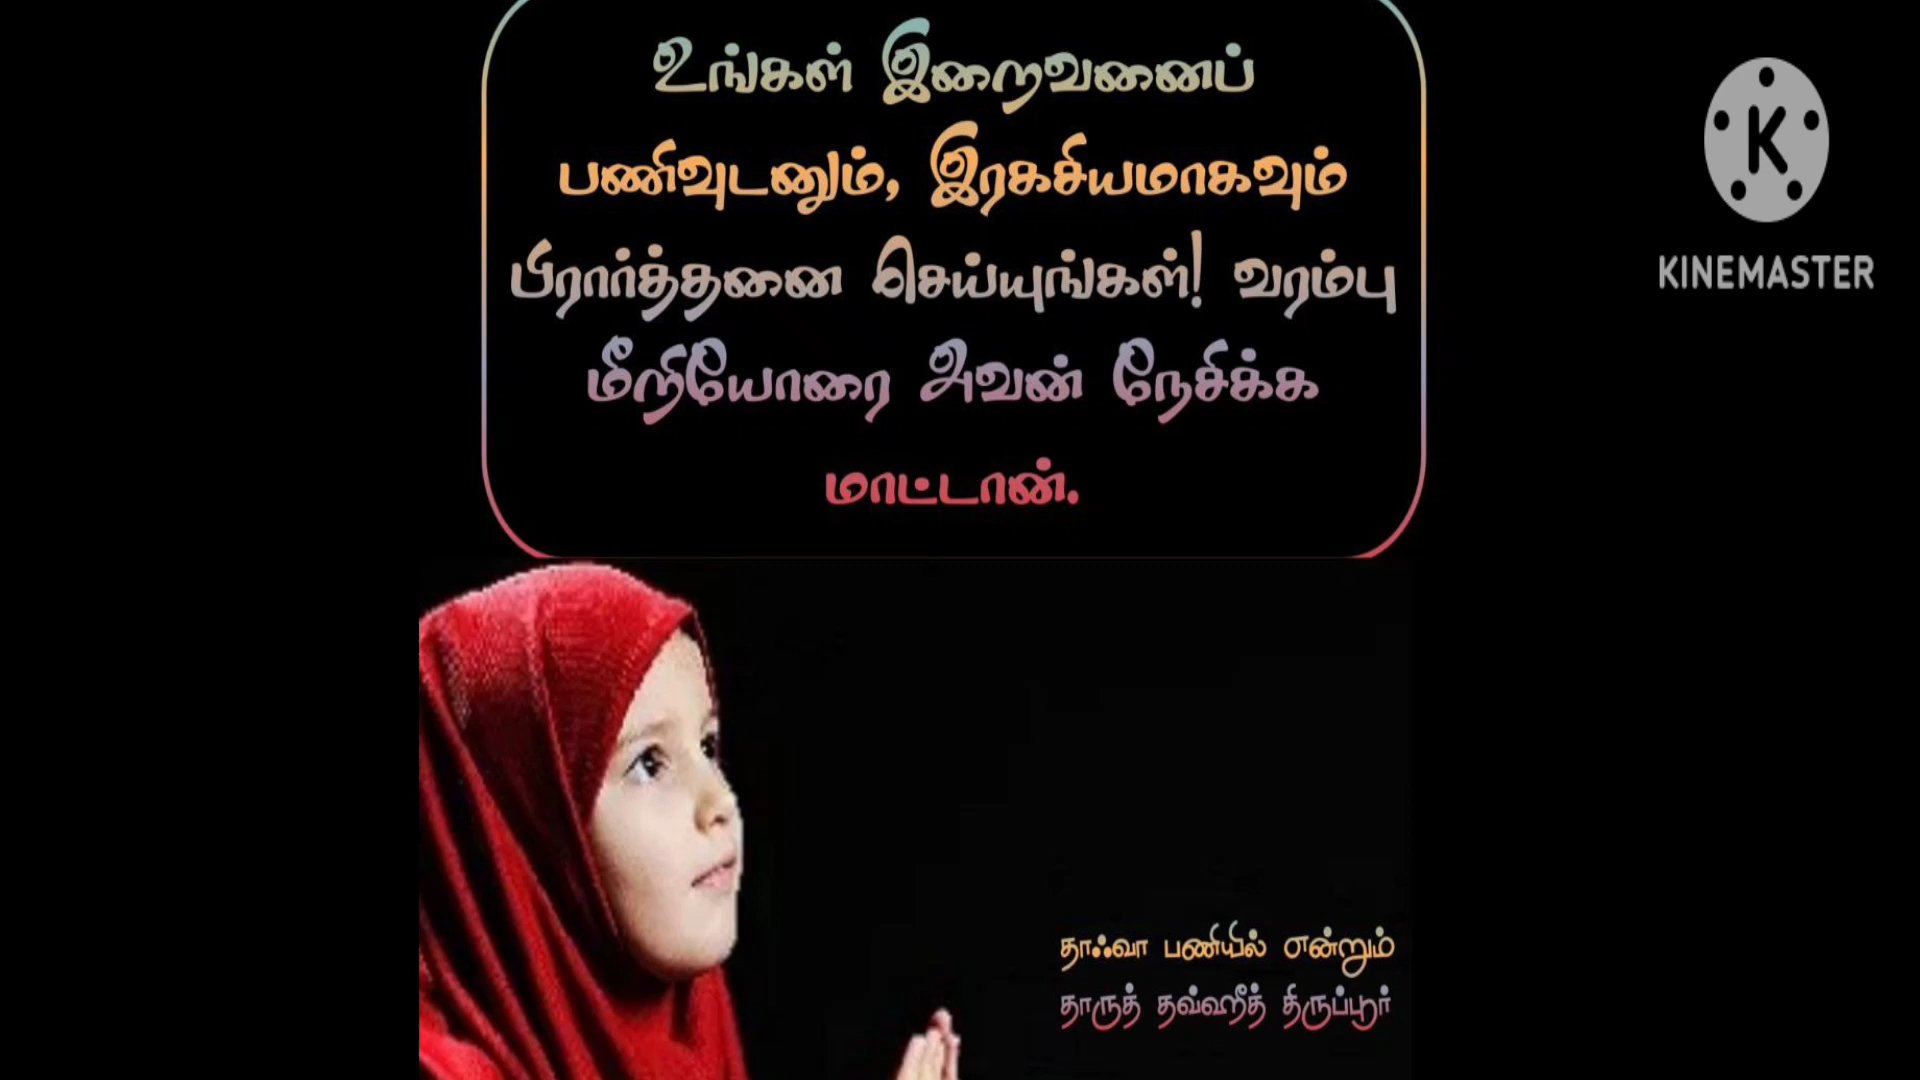 உங்கள் இறைவனைப்
பணிவுடனும், இரகசியமாகவும்
பிரார்த்தனை செய்யுங்கள்! வரம்பு
மீறியோரை அவன் நேசிக்க
மாட்டான்.
KINEMASTER
தாஃவா பணியில் என்றும்
தாருத் தவ்ஹீத் திருப்பூர்